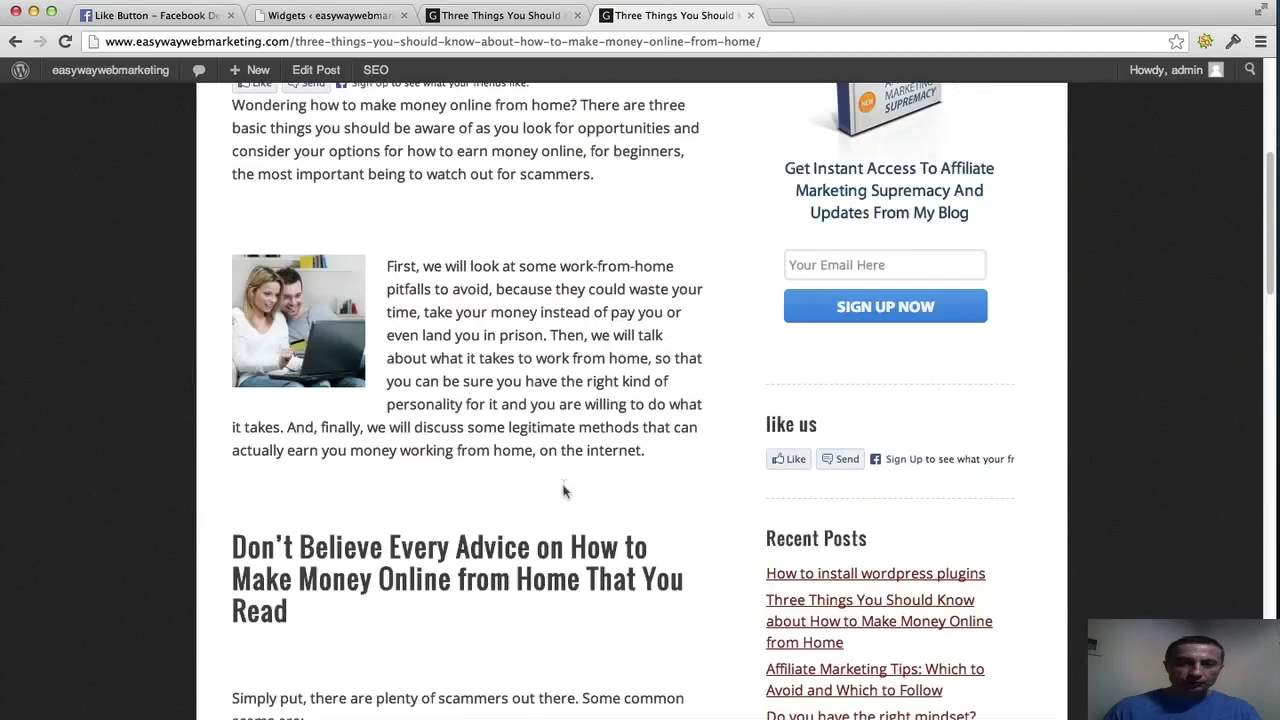 Like Button – Facebook De
Widgets ‹ easywaywebmar
Three Things You Should
Three Things You Should
www.easywaywebmarketing.com/three-things-you-should-know-about-how-to-make-money-online-from-home/
easywaywebmarketing
New
Edit Post
SEO
Howdy, admin
Like
Send
Sign up to see what your friends like.
Wondering how to make money online from home? There are three
basic things you should be aware of as you look for opportunities and
consider your options for how to earn money online, for beginners,
the most important being to watch out for scammers.
First, we will look at some work-from-home
pitfalls to avoid, because they could waste your
time, take your money instead of pay you or
even land you in prison. Then, we will talk
about what it takes to work from home, so that
you can be sure you have the right kind of
personality for it and you are willing to do what
it takes. And, finally, we will discuss some legitimate methods that can
actually earn you money working from home, on the internet.
Don't Believe Every Advice on How to
Make Money Online from Home That You
Read
Simply put, there are plenty of scammers out there. Some common
scams are:
NEW
MARKETING
SUPREMACY
Get Instant Access To Affiliate
Marketing Supremacy And
Updates From My Blog
Your Email Here
SIGN UP NOW
like us
Like
Send
Sign Up to see what your fr
Recent Posts
How to install wordpress plugins
Three Things You Should Know
about How to Make Money Online
from Home
Affiliate Marketing Tips: Which to
Avoid and Which to Follow
Do you have the right mindset?